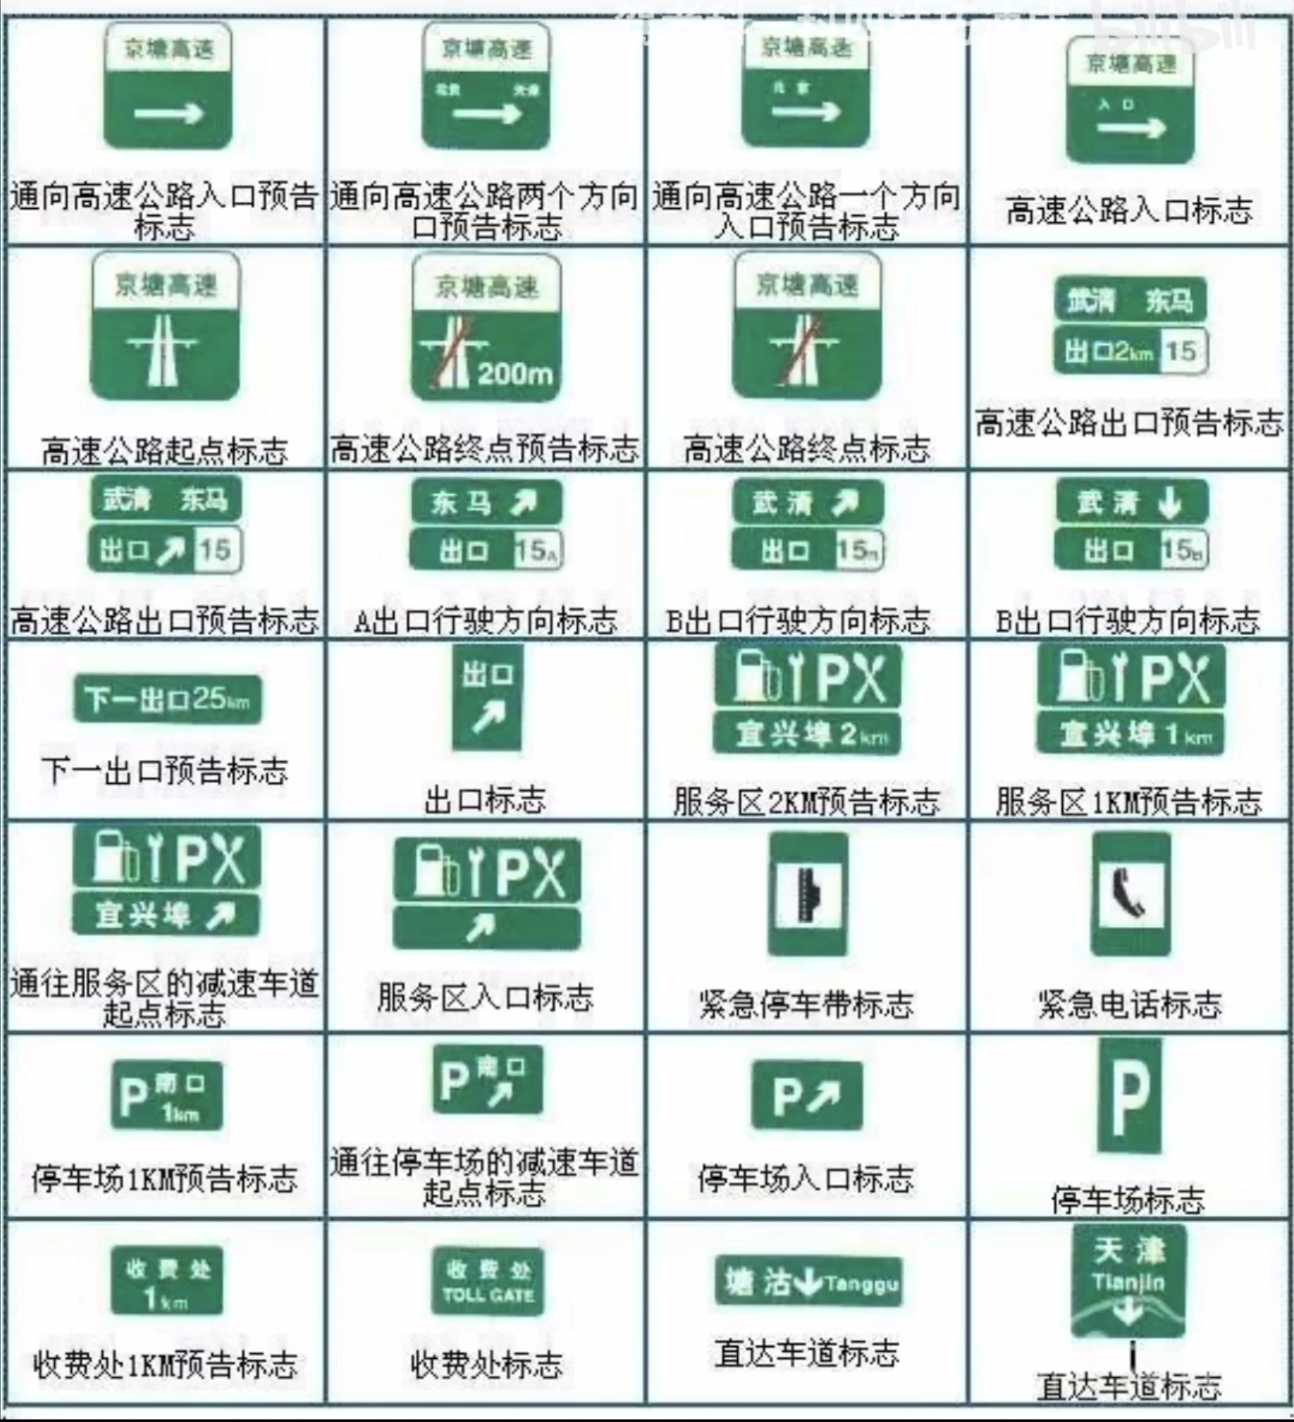 京塘高速
通向高速公路入口预告
标志
京塘高速
天津
通向高速公路两个方向
口预告标志
京塘高速
北京
通向高速公路一个方向
入口预告标志
京塘高速
入口
高速公路入口标志
京塘高速
高速公路起点标志
京塘高速
200m
高速公路终点预告标志
京塘高速
高速公路终点标志
武清 东马
出口2km 15
高速公路出口预告标志
武清 东马
出口 15
高速公路出口预告标志
东马
出口 15A
A出口行驶方向标志
武清
出口 15B
B出口行驶方向标志
武清
出口 15B
B出口行驶方向标志
下一出口25km
下一出口预告标志
出口
出口标志
P
宜兴埠 2km
服务区2KM预告标志
P
宜兴埠 1km
服务区1KM预告标志
P
宜兴埠
通往服务区的减速车道
起点标志
P
服务区入口标志
紧急停车带标志
紧急电话标志
P 南口
1km
停车场1KM预告标志
P 南口
通往停车场的减速车道
起点标志
P
停车场入口标志
P
停车场标志
收费处
1km
收费处1KM预告标志
收费处
TOLL GATE
收费处标志
塘沽 Tanggu
直达车道标志
天津
Tianjin
直达车道标志